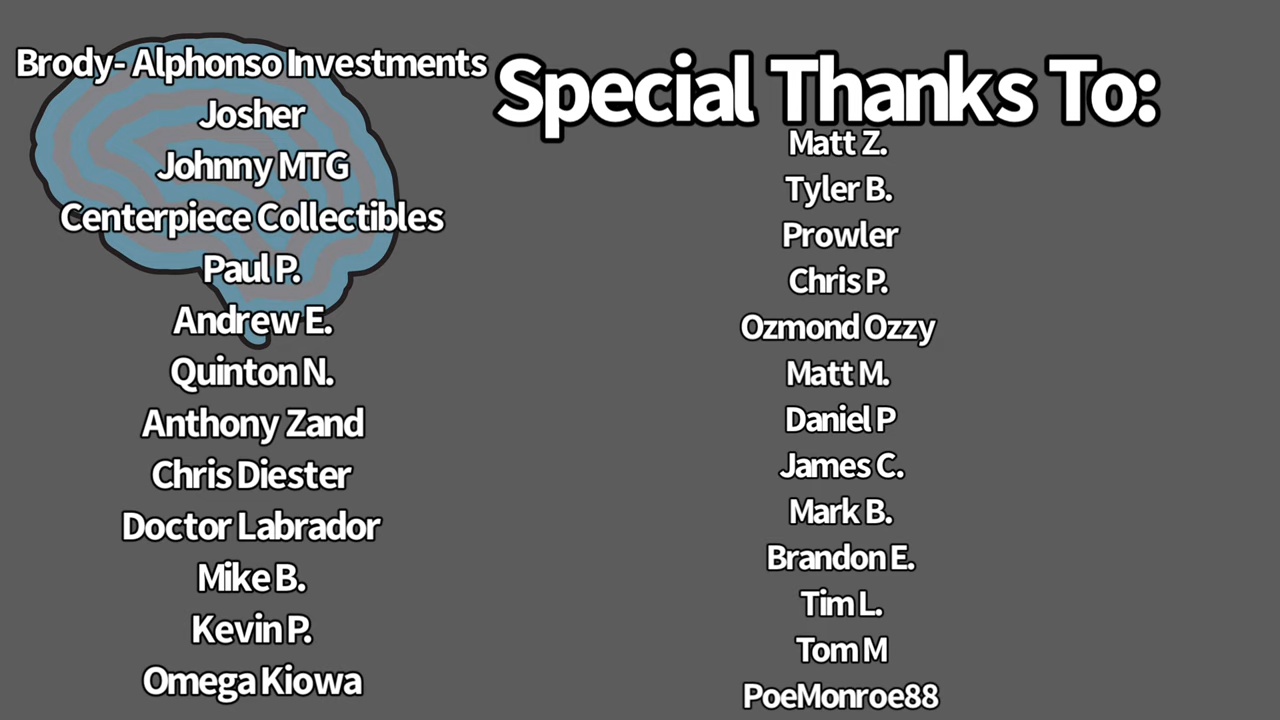 Brody- Alphonso Investments
Josher
Johnny MTG
Centerpiece Collectibles
Paul P.
Andrew E.
Quinton N.
Anthony Zand
Chris Diester
Doctor Labrador
Mike B.
Kevin P.
Omega Kiowa
Special Thanks To:
Matt Z.
Tyler B.
Prowler
Chris P.
Ozmond Ozzy
Matt M.
Daniel P
James C.
Mark B.
Brandon E.
Tim L.
Tom M
PoeMonroe88